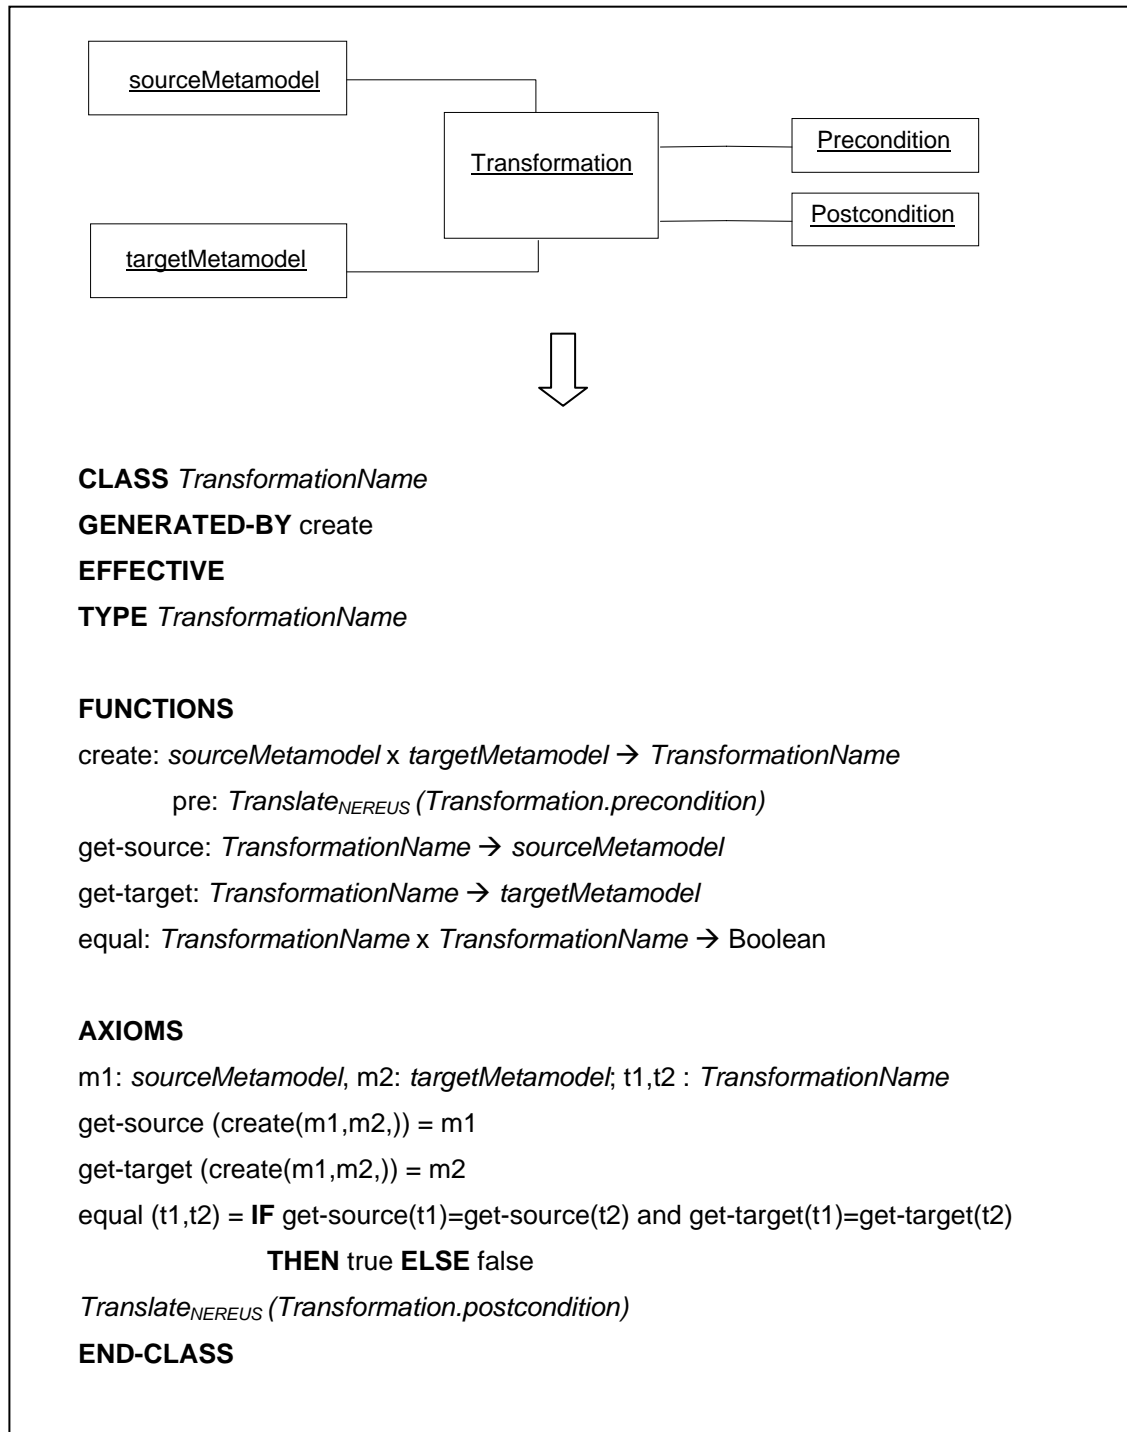 sourceMetamodel
Transformation
Precondition
Postcondition
targetMetamodel
CLASS TransformationName
GENERATED-BY create
EFFECTIVE
TYPE TransformationName
FUNCTIONS
create: sourceMetamodel x targetMetamodel → TransformationName
pre: TranslateNEREUS (Transformation.precondition)
get-source: TransformationName → sourceMetamodel
get-target: TransformationName → targetMetamodel
equal: TransformationName x TransformationName → Boolean
AXIOMS
m1: sourceMetamodel, m2: targetMetamodel; t1,t2 : TransformationName
get-source (create(m1,m2,)) = m1
get-target (create(m1,m2,)) = m2
equal (t1,t2) = IF get-source(t1)=get-source(t2) and get-target(t1)=get-target(t2)
THEN true ELSE false
TranslateNEREUS (Transformation.postcondition)
END-CLASS